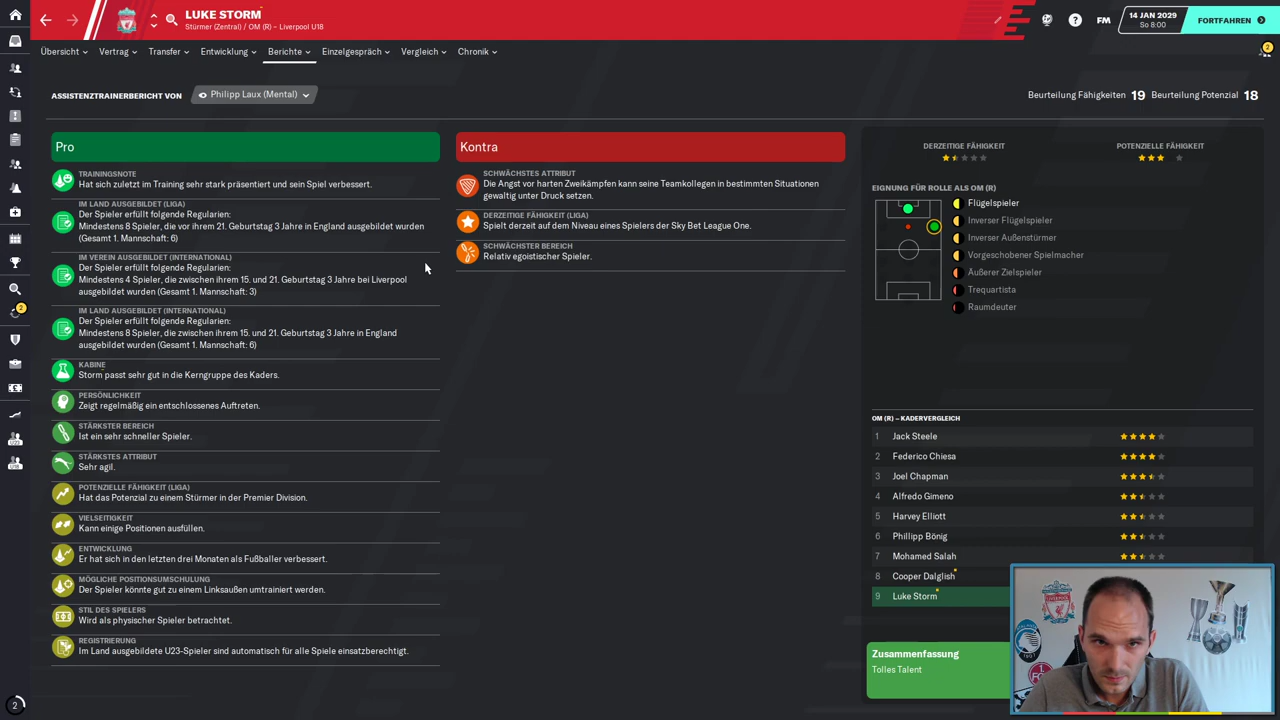 LUKE STORM
Stürmer (Zentral) / OM (R) – Liverpool U18
FM
14 JAN 2029
So 8:00
FORTFAHREN
Übersicht
Vertrag
Transfer
Entwicklung
Berichte
Einzelgespräch
Vergleich
Chronik
2
ASSISTENZTRAINERBERICHT VON
Philipp Laux (Mental)
Beurteilung Fähigkeiten 19 Beurteilung Potenzial 18
Pro
TRAININGSNOTE
Hat sich zuletzt im Training sehr stark präsentiert und sein Spiel verbessert.
IM LAND AUSGEBILDET (LIGA)
Der Spieler erfüllt folgende Regularien:
Mindestens 8 Spieler, die vor ihrem 21. Geburtstag 3 Jahre in England ausgebildet wurden
(Gesamt 1. Mannschaft: 6)
IM VEREIN AUSGEBILDET (INTERNATIONAL)
Der Spieler erfüllt folgende Regularien:
Mindestens 4 Spieler, die zwischen ihrem 15. und 21. Geburtstag 3 Jahre bei Liverpool
ausgebildet wurden (Gesamt 1. Mannschaft: 3)
IM LAND AUSGEBILDET (INTERNATIONAL)
Der Spieler erfüllt folgende Regularien:
Mindestens 8 Spieler, die zwischen ihrem 15. und 21. Geburtstag 3 Jahre in England
ausgebildet wurden (Gesamt 1. Mannschaft: 6)
KABINE
Storm passt sehr gut in die Kerngruppe des Kaders.
PERSÖNLICHKEIT
Zeigt regelmäßig ein entschlossenes Auftreten.
STÄRKSTER BEREICH
Ist ein sehr schneller Spieler.
STÄRKSTES ATTRIBUT
Sehr agil.
POTENZIELLE FÄHIGKEIT (LIGA)
Hat das Potenzial zu einem Stürmer in der Premier Division.
VIELSEITIGKEIT
Kann einige Positionen ausfüllen.
ENTWICKLUNG
Er hat sich in den letzten drei Monaten als Fußballer verbessert.
MÖGLICHE POSITIONSUMSCHULUNG
Der Spieler könnte gut zu einem Linksaußen umtrainiert werden.
STIL DES SPIELERS
Wird als physischer Spieler betrachtet.
REGISTRIERUNG
Im Land ausgebildete U23-Spieler sind automatisch für alle Spiele einsatzberechtigt.
Kontra
SCHWÄCHSTES ATTRIBUT
Die Angst vor harten Zweikämpfen kann seine Teamkollegen in bestimmten Situationen
gewaltig unter Druck setzen.
DERZEITIGE FÄHIGKEIT (LIGA)
Spielt derzeit auf dem Niveau eines Spielers der Sky Bet League One.
SCHWÄCHSTER BEREICH
Relativ egoistischer Spieler.
DERZEITIGE FÄHIGKEIT
POTENZIELLE FÄHIGKEIT
EIGNUNG FÜR ROLLE ALS OM (R)
Flügelspieler
Inverser Flügelspieler
Inverser Außenstürmer
Vorgeschobener Spielmacher
Äußerer Zielspieler
Trequartista
Raumdeuter
OM (R) – KADERVERGLEICH
1 Jack Steele
2 Federico Chiesa
3 Joel Chapman
4 Alfredo Gimeno
5 Harvey Elliott
6 Phillipp Bönig
7 Mohamed Salah
8 Cooper Dalglish
9 Luke Storm
Zusammenfassung
Tolles Talent
2
U23
U18
2